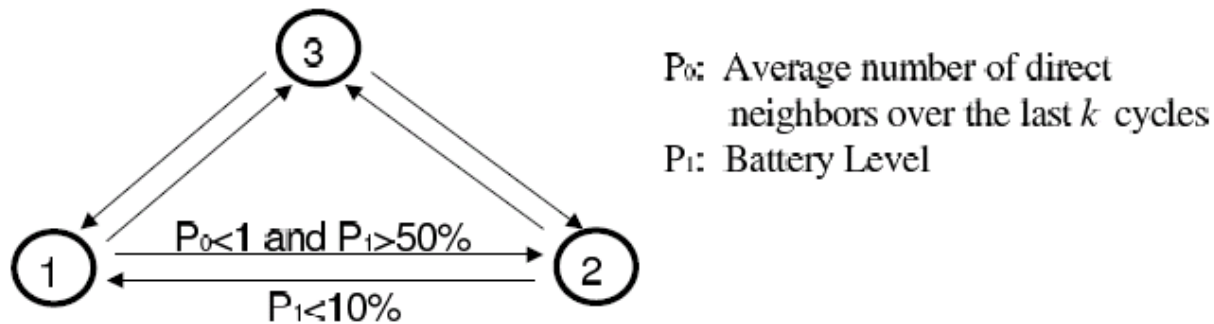 3
P₀: Average number of direct
neighbors over the last k cycles
P₁: Battery Level
P₀<1 and P₁>50%
1
2
P₁<10%